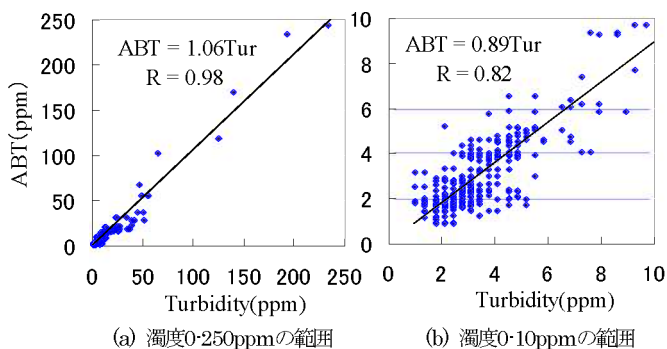 ABT = 1.06Tur
R = 0.98
250
200
150
100
50
0
ABT(ppm)
0
50
100
150
200
250
Turbidity(ppm)
(a) 濁度0-250ppmの範囲
ABT = 0.89Tur
R = 0.82
10
8
6
4
2
0
0
2
4
6
8
10
Turbidity(ppm)
(b) 濁度0-10ppmの範囲